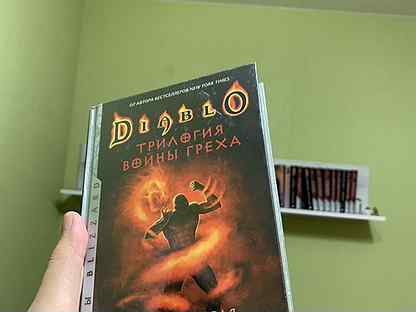 ОТ АВТОРА БЕСТСЕЛЛЕРОВ NEW YORK TIMES
DIABLO
ТРИЛОГИЯ
ВОЙНЫ ГРЕХА
Ы BLIZZARD